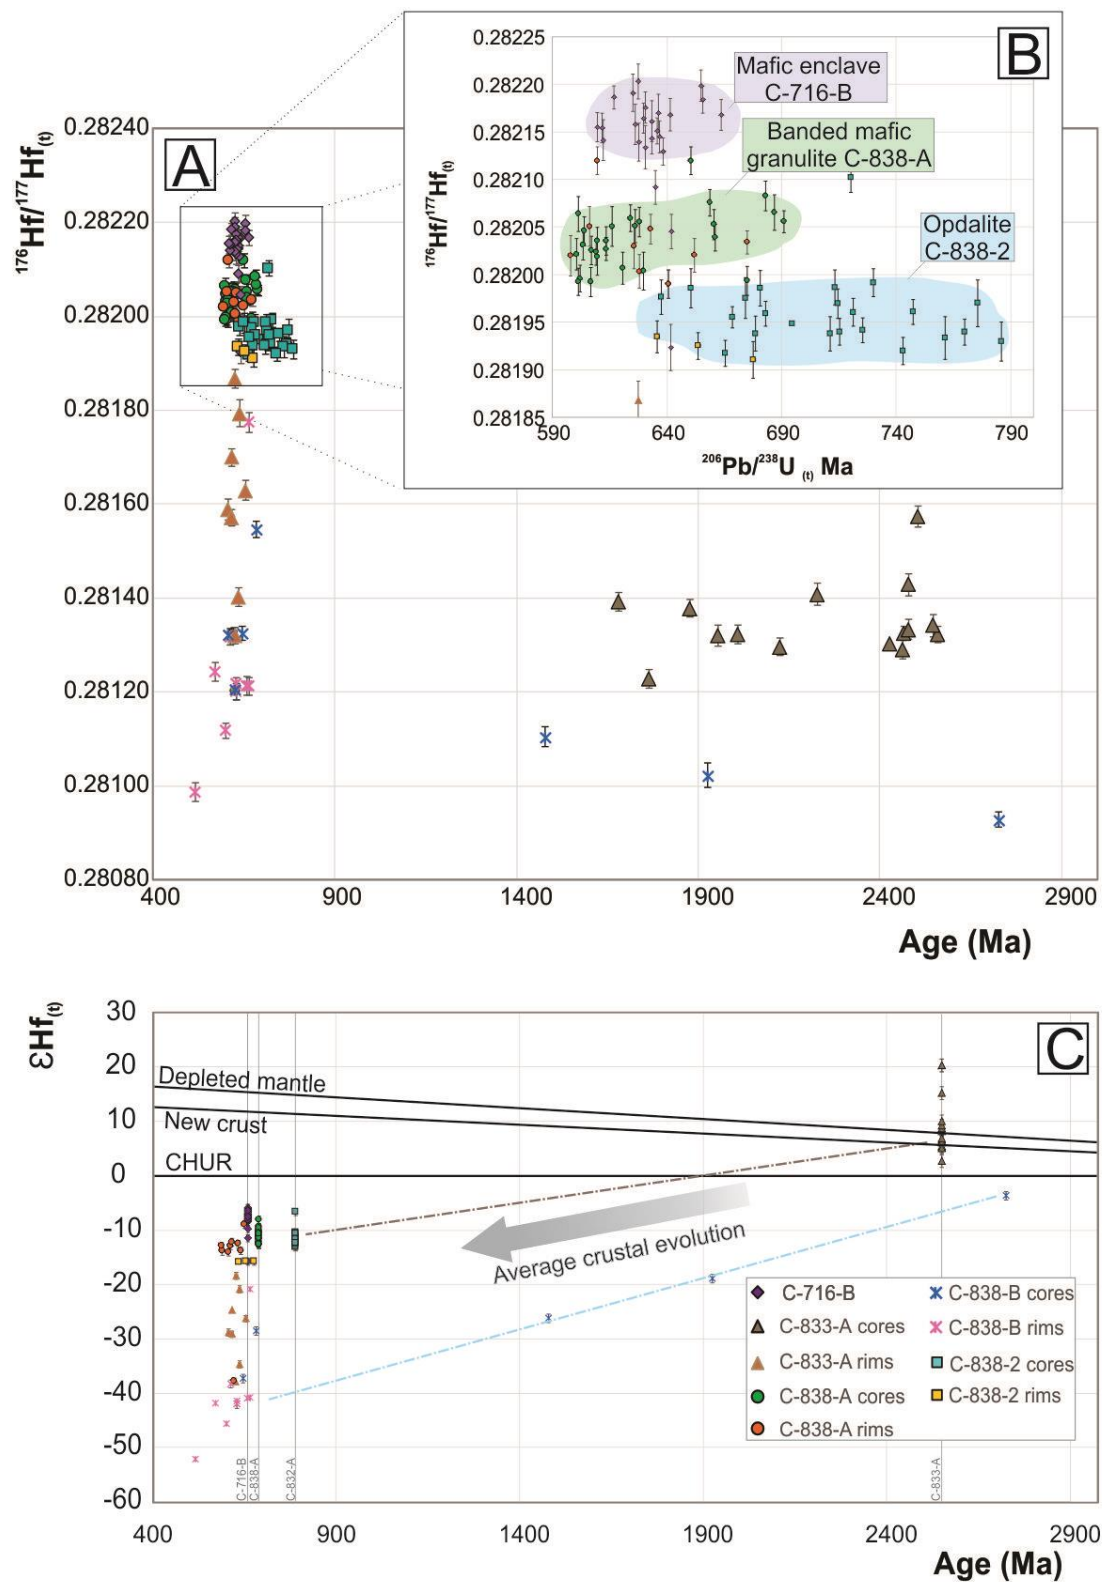 A
¹⁷⁶Hf/¹⁷⁷Hf(t)
0.28240
0.28220
0.28200
0.28180
0.28160
0.28140
0.28120
0.28100
0.28080
400
900
1400
1900
2400
2900
Age (Ma)
B
¹⁷⁶Hf/¹⁷⁷Hf(t)
0.28225
0.28220
0.28215
0.28210
0.28205
0.28200
0.28195
0.28190
0.28185
590
640
690
740
790
²⁰⁶Pb/²³⁸U (t) Ma
Mafic enclave
C-716-B
Banded mafic
granulite C-838-A
Opdalite
C-838-2
C
εHf(t)
30
20
10
0
-10
-20
-30
-40
-50
-60
Depleted mantle
New crust
CHUR
Average crustal evolution
C-716-B
C-833-A cores
C-833-A rims
C-838-A cores
C-838-A rims
C-838-B cores
C-838-B rims
C-838-2 cores
C-838-2 rims
C-716-B
C-838-A
C-832-A
C-833-A
400
900
1400
1900
2400
2900
Age (Ma)